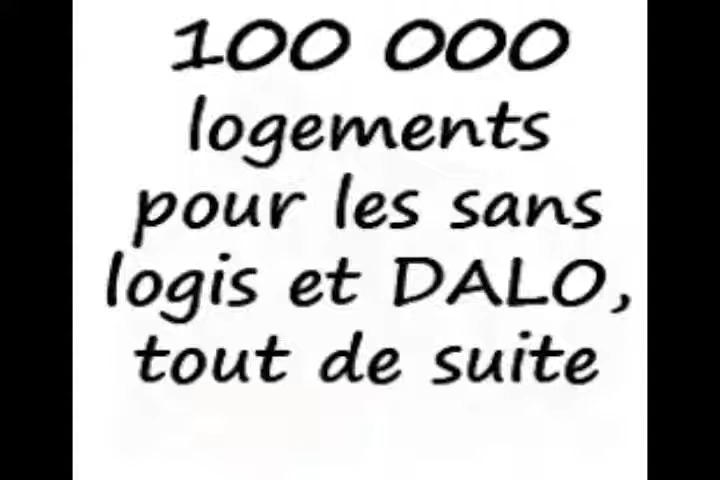 100 000
logements
pour les sans
logis et DALO,
tout de suite